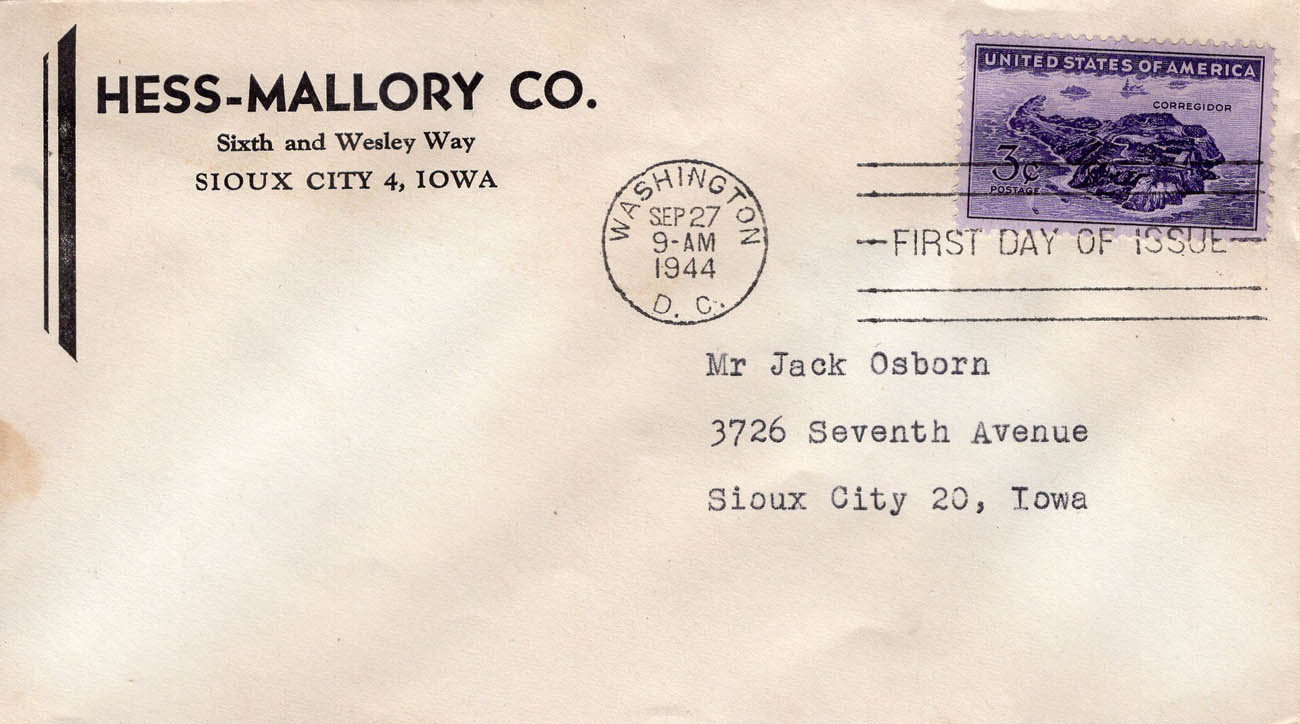 HESS-MALLORY CO.
Sixth and Wesley Way
SIOUX CITY 4, IOWA
UNITED STATES OF AMERICA
CORREGIDOR
3¢
POSTAGE
WASHINGTON
SEP 27
9-AM
1944
D. C.
FIRST DAY OF ISSUE
Mr Jack Osborn
3726 Seventh Avenue
Sioux City 20, Iowa